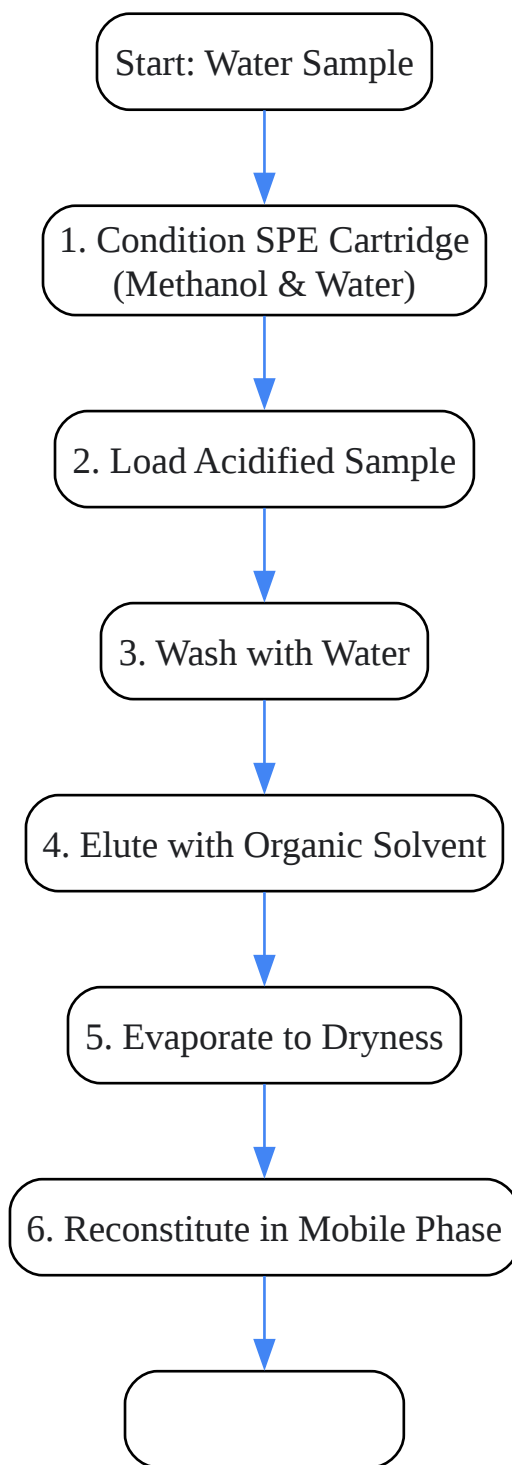 Start: Water Sample
1. Condition SPE Cartridge
(Methanol & Water)
2. Load Acidified Sample
3. Wash with Water
4. Elute with Organic Solvent
5. Evaporate to Dryness
6. Reconstitute in Mobile Phase